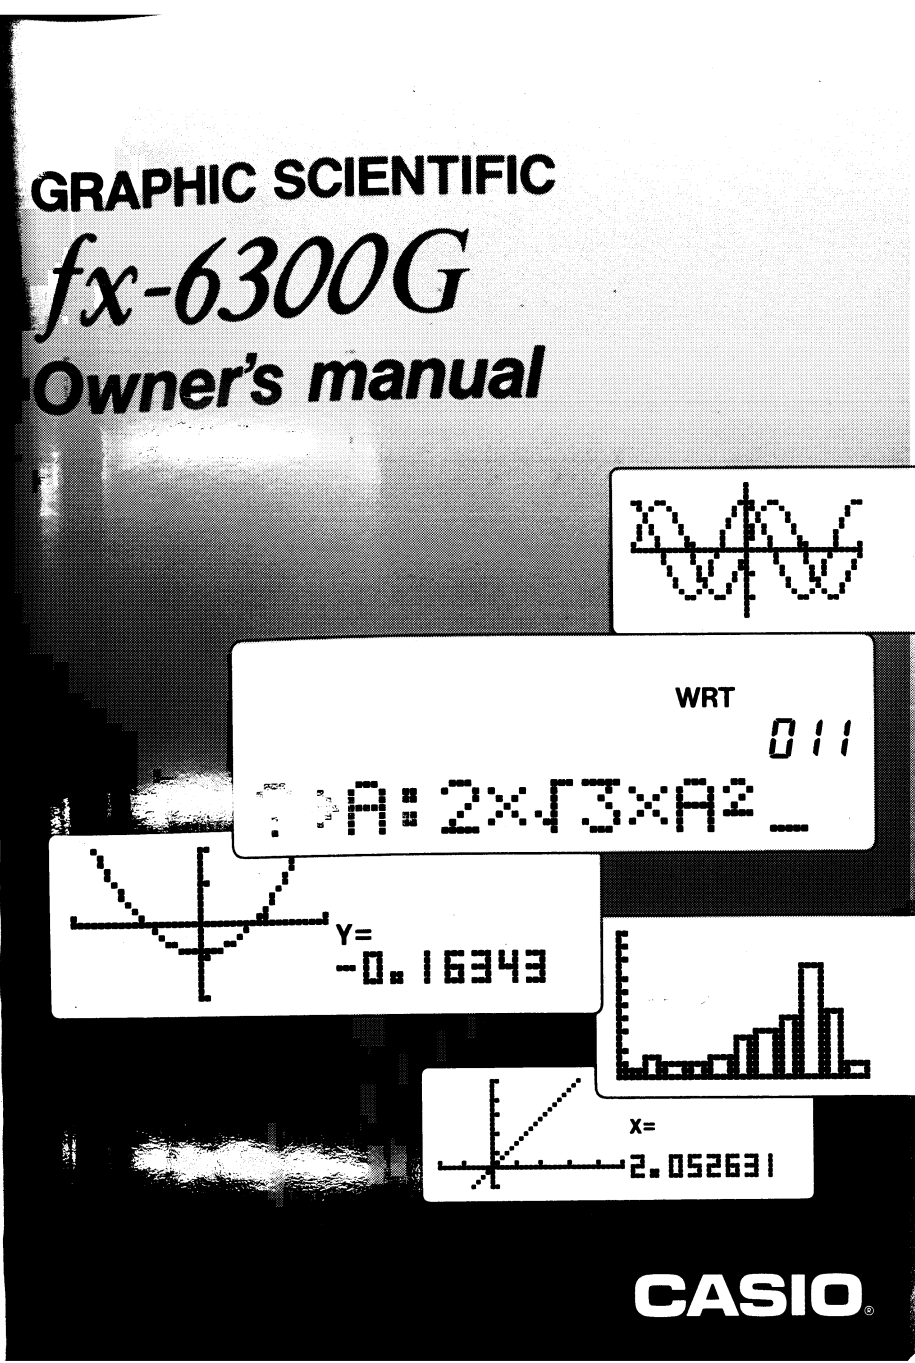 GRAPHIC SCIENTIFIC
fx-6300G
Owner's manual
WRT
011
?→A:2×√3×A²_
Y=
-0.16343
X=
2.052631
CASIO®